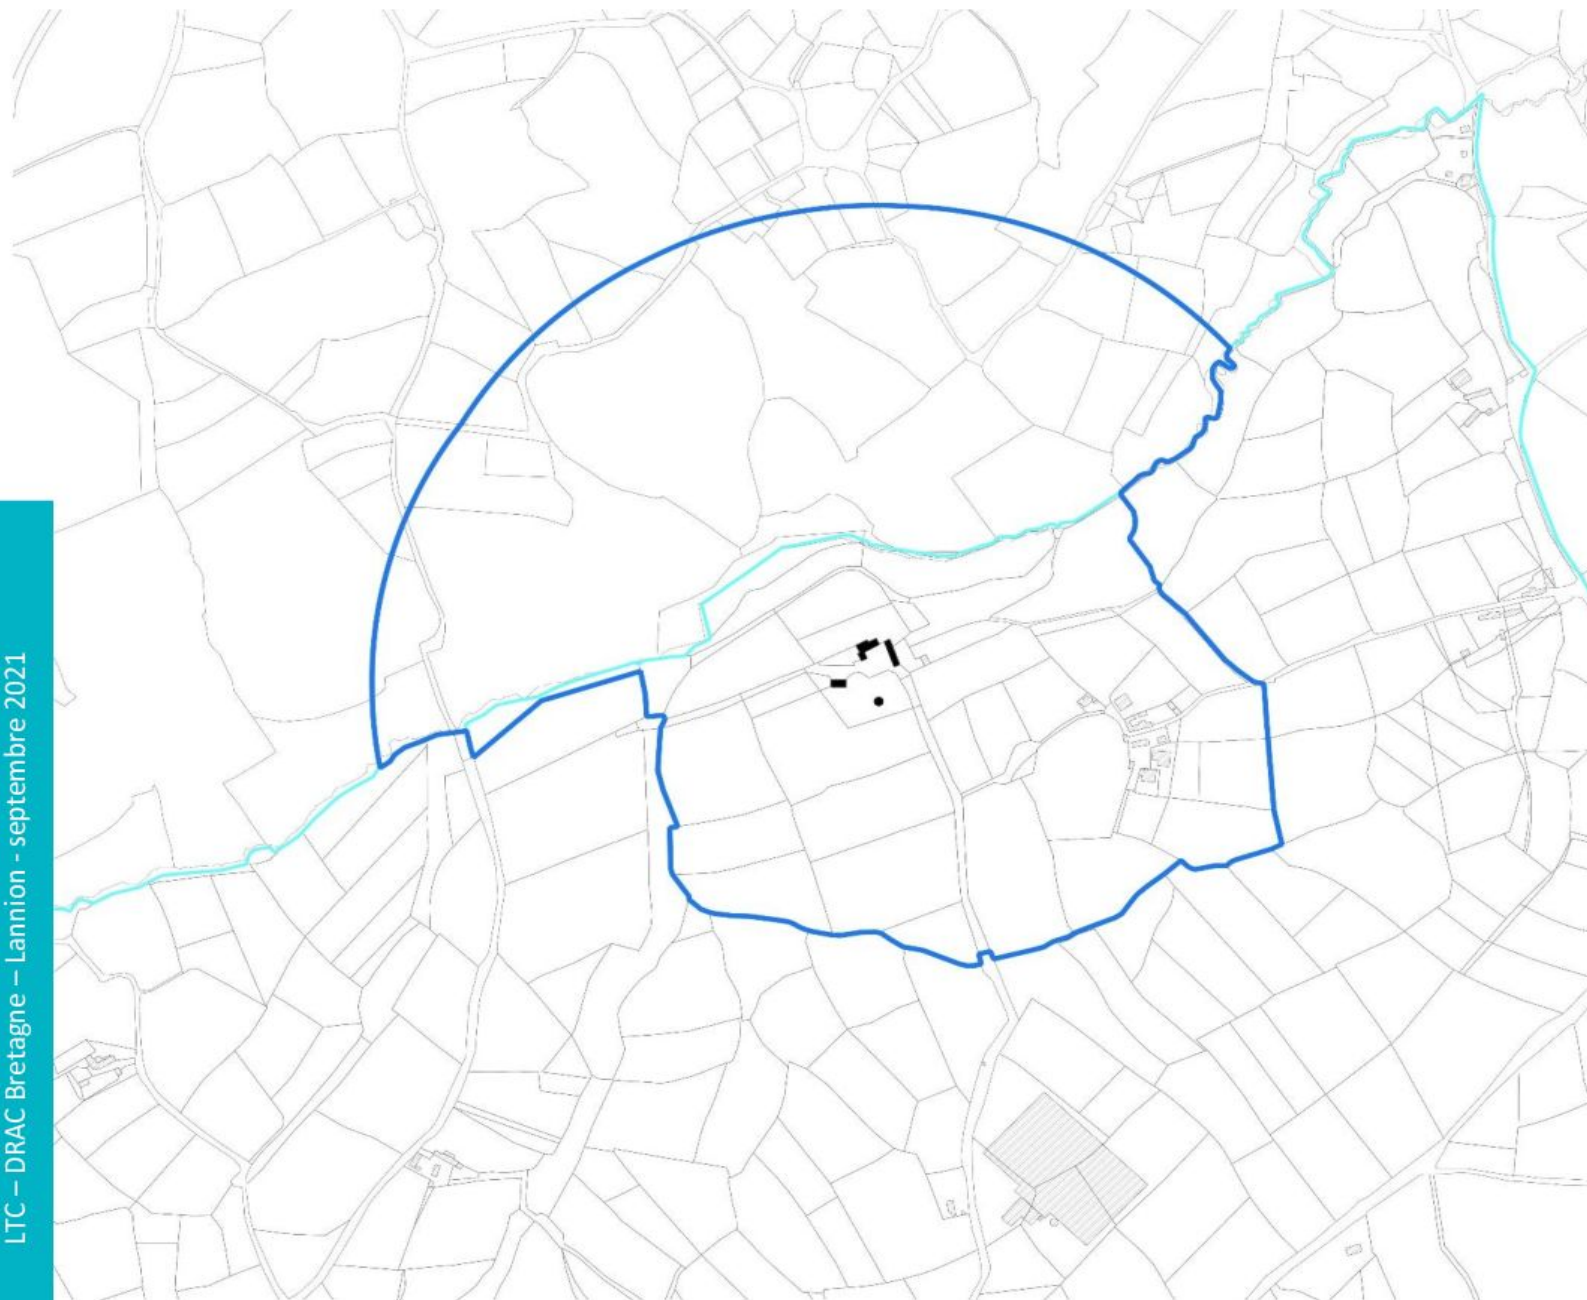 LTC – DRAC Bretagne – Lannion - septembre 2021